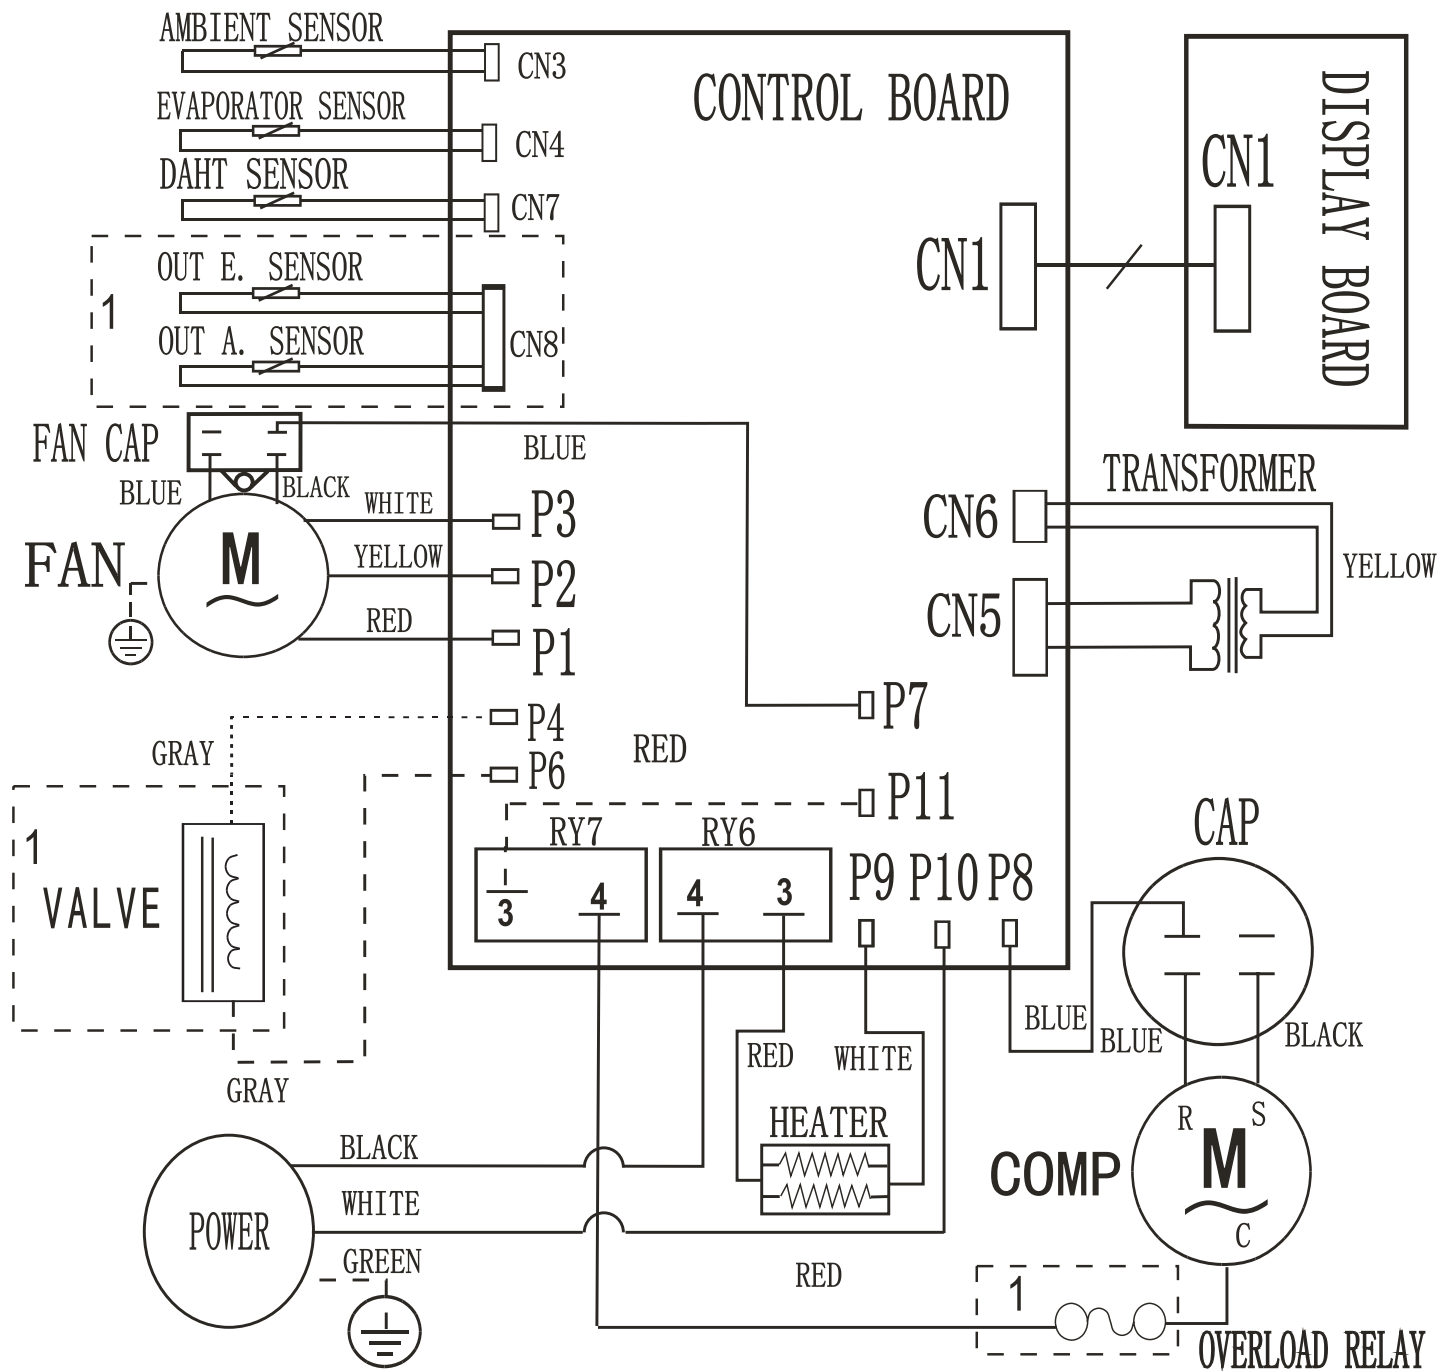 AMBIENT SENSOR
CN3
EVAPORATOR SENSOR
CN4
DAHT SENSOR
CN7
1
OUT E. SENSOR
OUT A. SENSOR
CN8
CONTROL BOARD
CN1
CN1
DISPLAY BOARD
FAN CAP
BLUE
BLACK
BLUE
WHITE
P3
FAN
M
YELLOW
P2
RED
P1
CN6
TRANSFORMER
YELLOW
CN5
P7
GRAY
P4
P6
RED
P11
1
VALVE
GRAY
RY7
RY6
3
4
4
3
P9 P10 P8
CAP
BLUE
BLUE
BLACK
RED
WHITE
HEATER
R
S
M
C
COMP
POWER
BLACK
WHITE
GREEN
RED
1
OVERLOAD RELAY